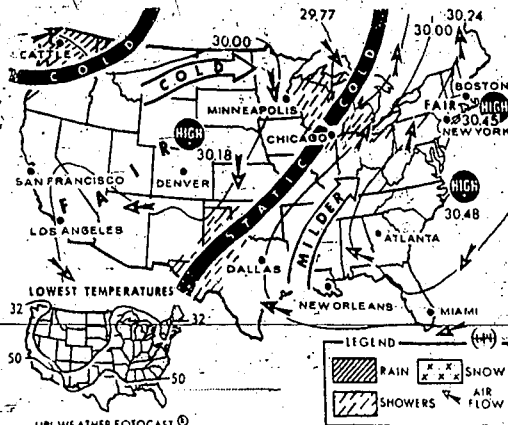 29.77
30.24
30.00
30.00
CATTLE
COLD
COLD
COLD
BOSTON
MINNEAPOLIS
FAIR
HIGH
30.45
NEW YORK
CHICAGO
HIGH
30.18
FAIR
STATIC
SAN FRANCISCO
DENVER
HIGH
30.48
LOS ANGELES
MILDER
ATLANTA
DALLAS
LOWEST TEMPERATURES
NEW ORLEANS
MIAMI
32
32
50
50
LEGEND
RAIN
SNOW
SHOWERS
AIR
FLOW
UPI WEATHER FOTOCAST ©